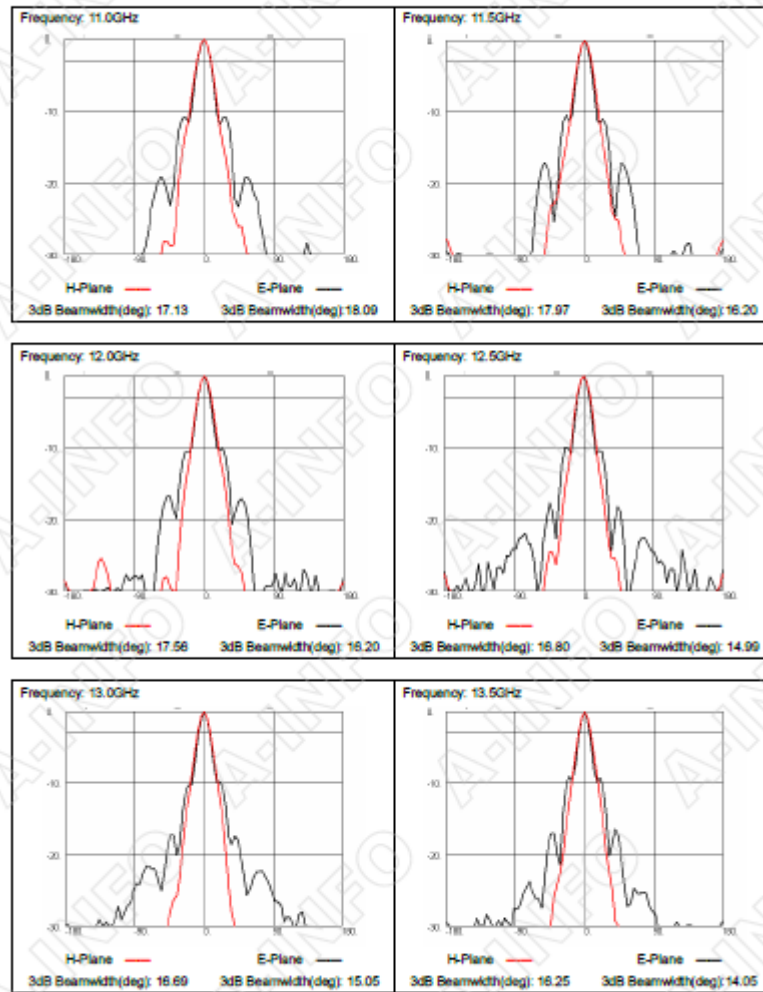 Frequency: 11.0GHz
0.
-10.
-20.
-30.
-180. -90. 0. 90. 180.
H-Plane E-Plane
3dB Beamwidth(deg): 17.13 3dB Beamwidth(deg):18.09
Frequency: 11.5GHz
-10.
-20.
-30.
-180. -90. 0. 90. 180.
H-Plane E-Plane
3dB Beamwidth(deg): 17.97 3dB Beamwidth(deg):16.20
Frequency: 12.0GHz
-10.
-20.
-30.
-180. -90. 0. 90. 180.
H-Plane E-Plane
3dB Beamwidth(deg): 17.56 3dB Beamwidth(deg): 16.20
Frequency: 12.5GHz
-10.
-20.
-30.
-180. -90. 0. 90. 180.
H-Plane E-Plane
3dB Beamwidth(deg): 16.80 3dB Beamwidth(deg): 14.99
Frequency: 13.0GHz
-10.
-20.
-30.
-180. -90. 0. 90. 180.
H-Plane E-Plane
3dB Beamwidth(deg): 16.69 3dB Beamwidth(deg): 15.05
Frequency: 13.5GHz
-10.
-20.
-30.
-180. -90. 0. 90. 180.
H-Plane E-Plane
3dB Beamwidth(deg): 16.25 3dB Beamwidth(deg):14.05
A-INFO